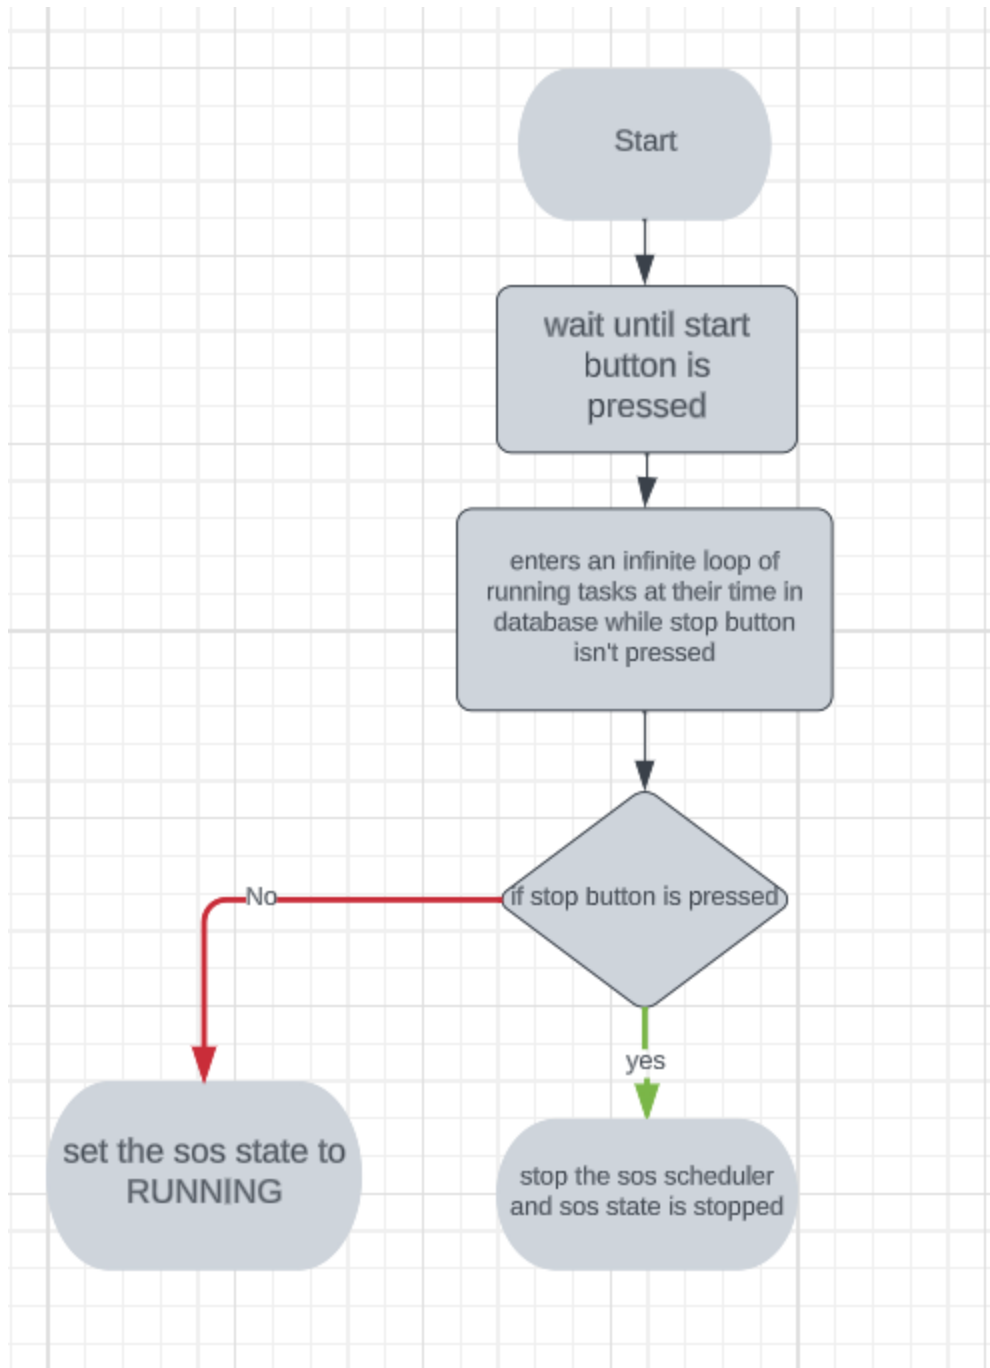 Start
wait until start
button is
pressed
enters an infinite loop of
running tasks at their time in
database while stop button
isn't pressed
if stop button is pressed
No
yes
set the sos state to
RUNNING
stop the sos scheduler
and sos state is stopped